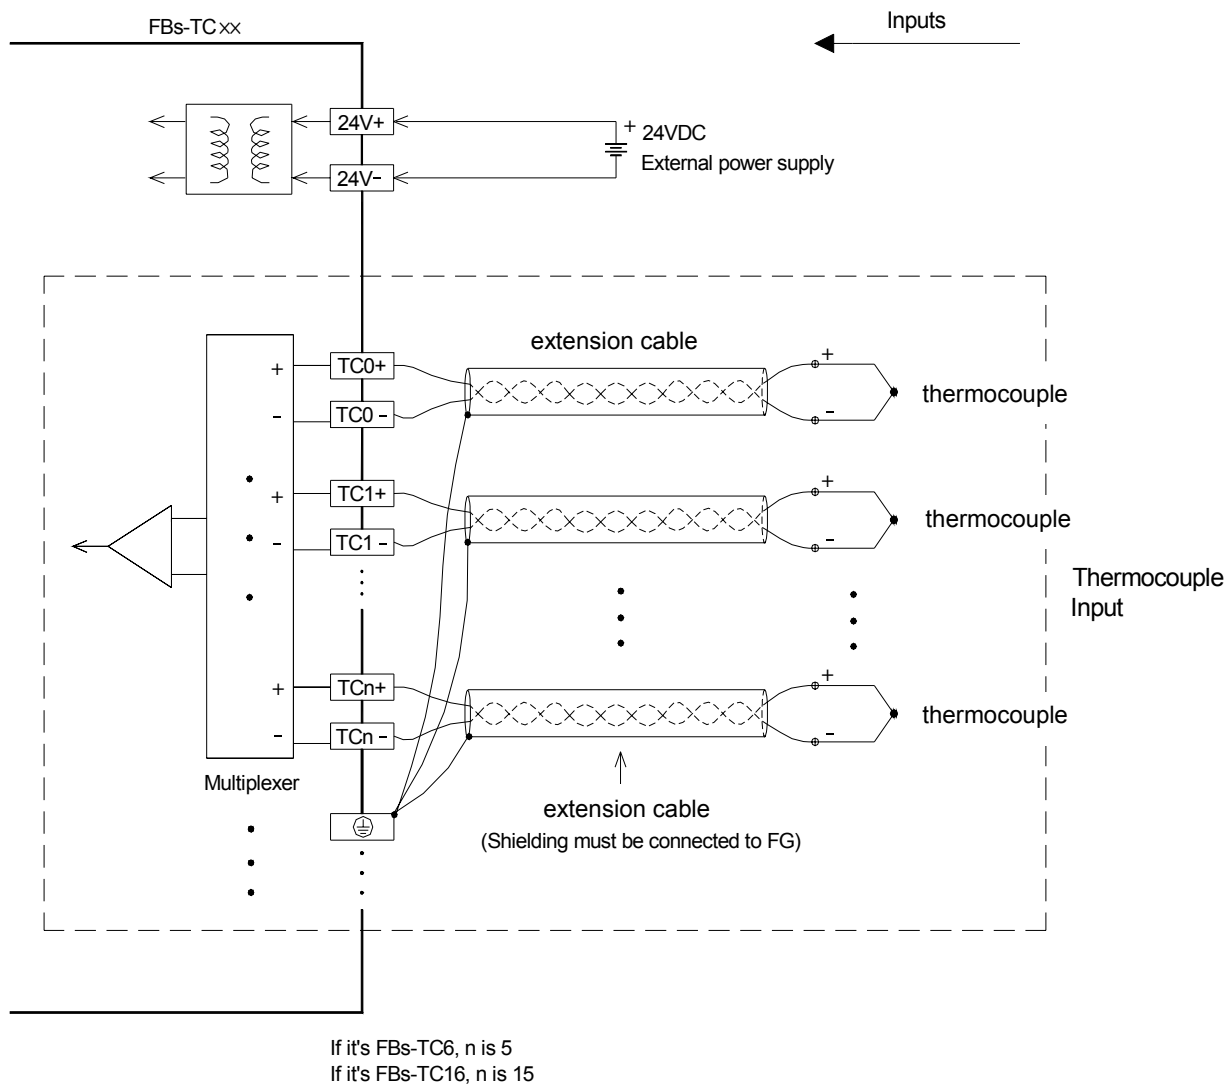 FBs-TC××
Inputs
24V+
+ 24VDC
External power supply
24V-
extension cable
+ TC0+ +
thermocouple
- TC0- -
+ TC1+ +
thermocouple
- TC1- -
Thermocouple
Input
+ TCn+ +
thermocouple
- TCn- -
Multiplexer
extension cable
(Shielding must be connected to FG)
If it's FBs-TC6, n is 5
If it's FBs-TC16, n is 15